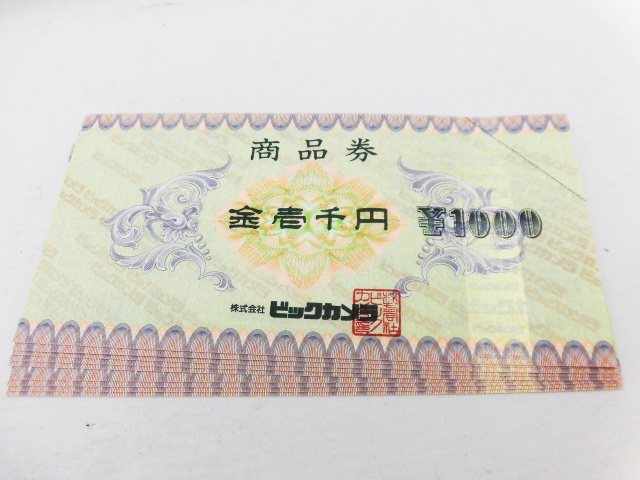 商品券
金壱千円 ¥1000
株式会社 ビックカメラ